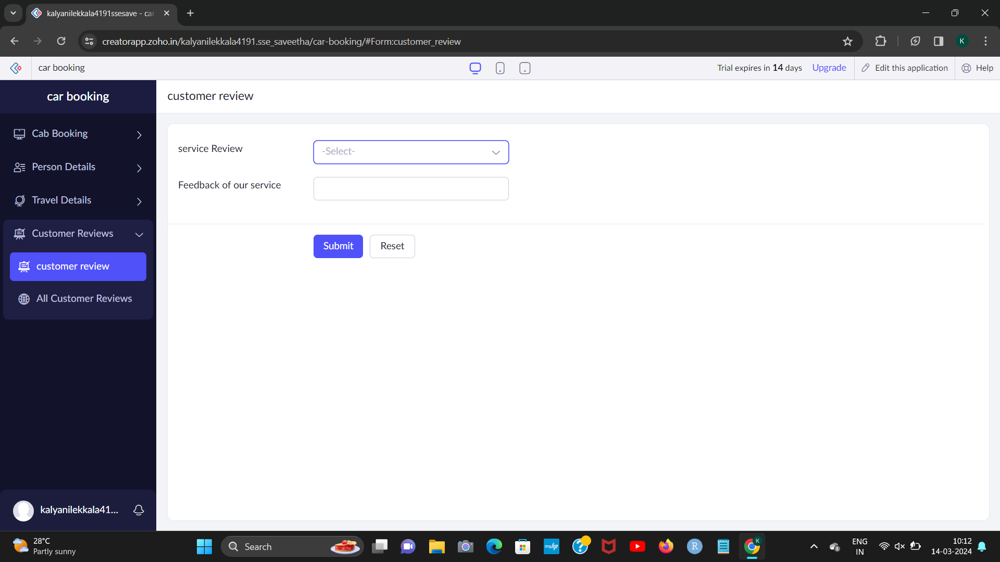 kalyanilekkala4191ssesave - car
creatorapp.zoho.in/kalyanilekkala4191.sse_saveetha/car-booking/#Form:customer_review
K
car booking
Trial expires in 14 days
Upgrade
Edit this application
Help
car booking
customer review
Cab Booking
Person Details
Travel Details
Customer Reviews
customer review
All Customer Reviews
service Review
-Select-
Feedback of our service
Submit
Reset
kalyanilekkala41...
28°C
Partly sunny
Search
myhp
R
K
ENG
IN
10:12
14-03-2024